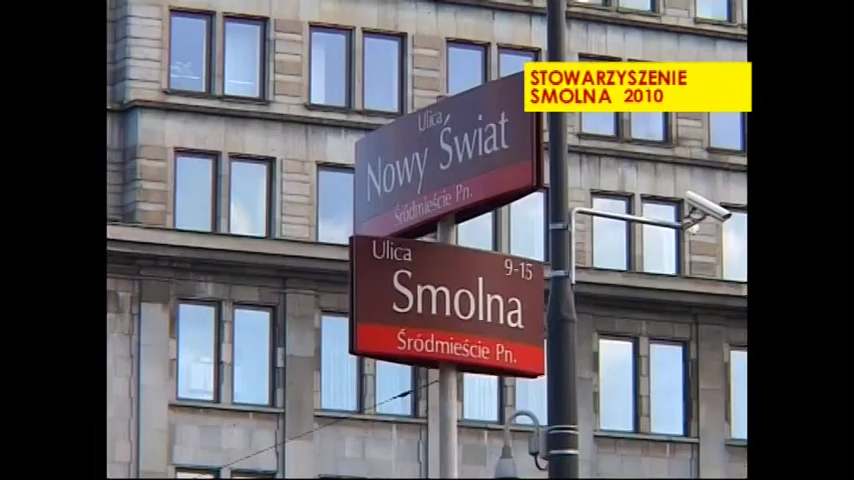 STOWARZYSZENIE
SMOLNA 2010
Ulica
Nowy Świat
Śródmieście Pn.
Ulica
9-15
Smolna
Śródmieście Pn.